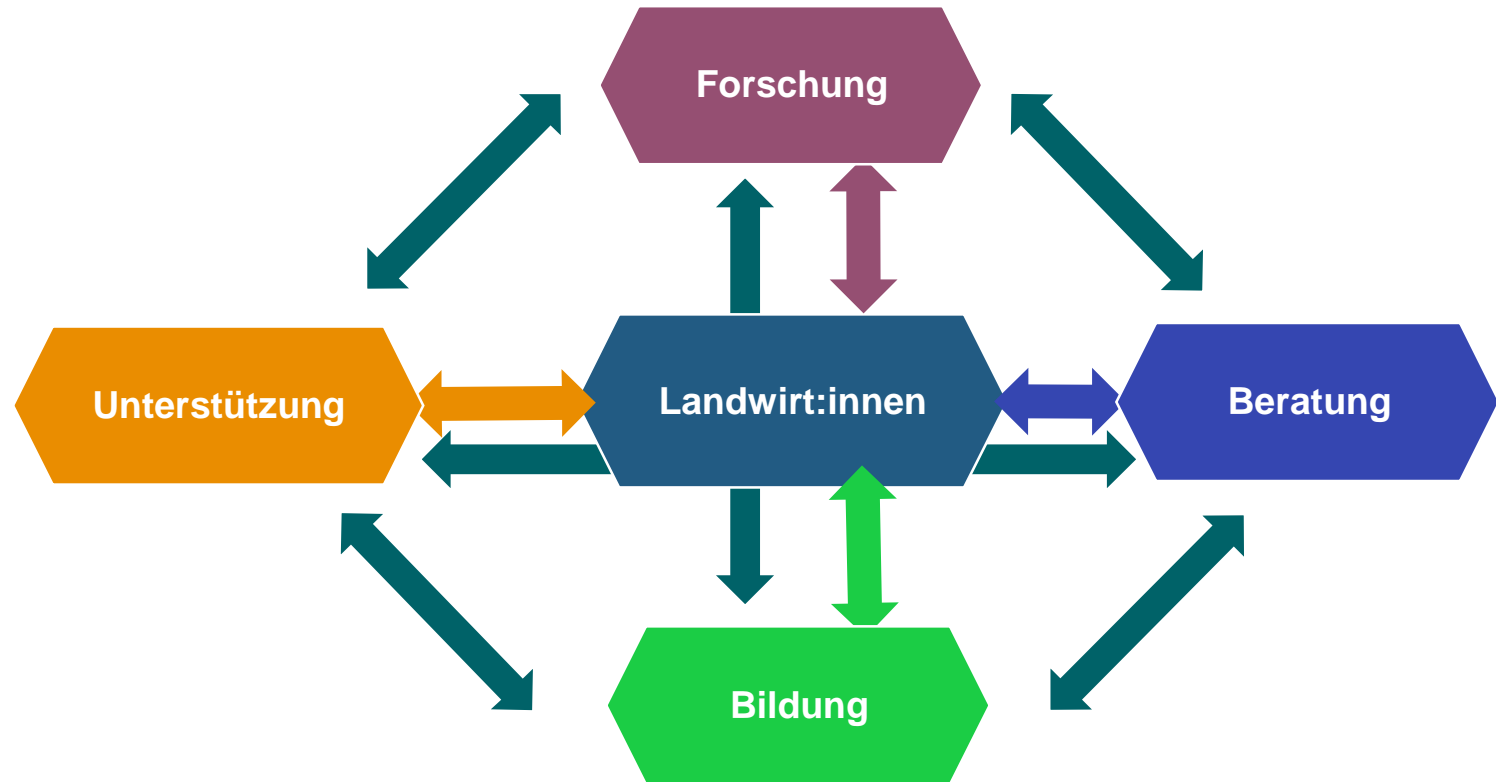 Forschung
Unterstützung
Landwirt:innen
Beratung
Bildung